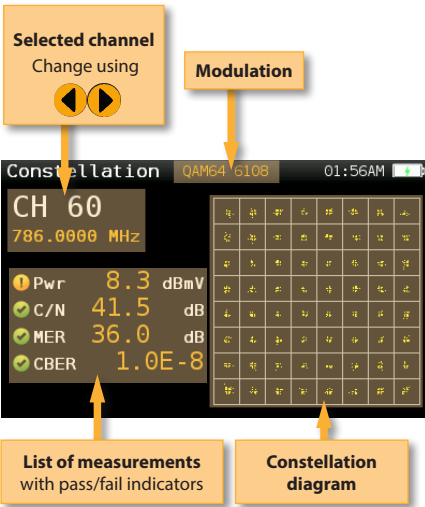 Selected channel
Change using
Modulation
Constellation QAM64 6108 01:56AM
CH 60
786.0000 MHz
Pwr 8.3 dBmV
C/N 41.5 dB
MER 36.0 dB
CBER 1.0E-8
List of measurements
with pass/fail indicators
Constellation
diagram